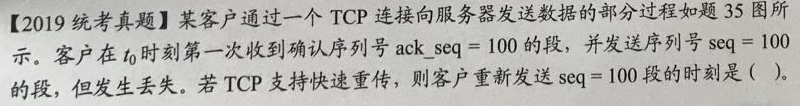 【2019 统考真题】某客户通过一个 TCP 连接向服务器发送数据的部分过程如题 35 图所
示。客户在 t₀ 时刻第一次收到确认序列号 ack_seq = 100 的段，并发送序列号 seq = 100
的段，但发生丢失。若 TCP 支持快速重传，则客户重新发送 seq = 100 段的时刻是（ ）。